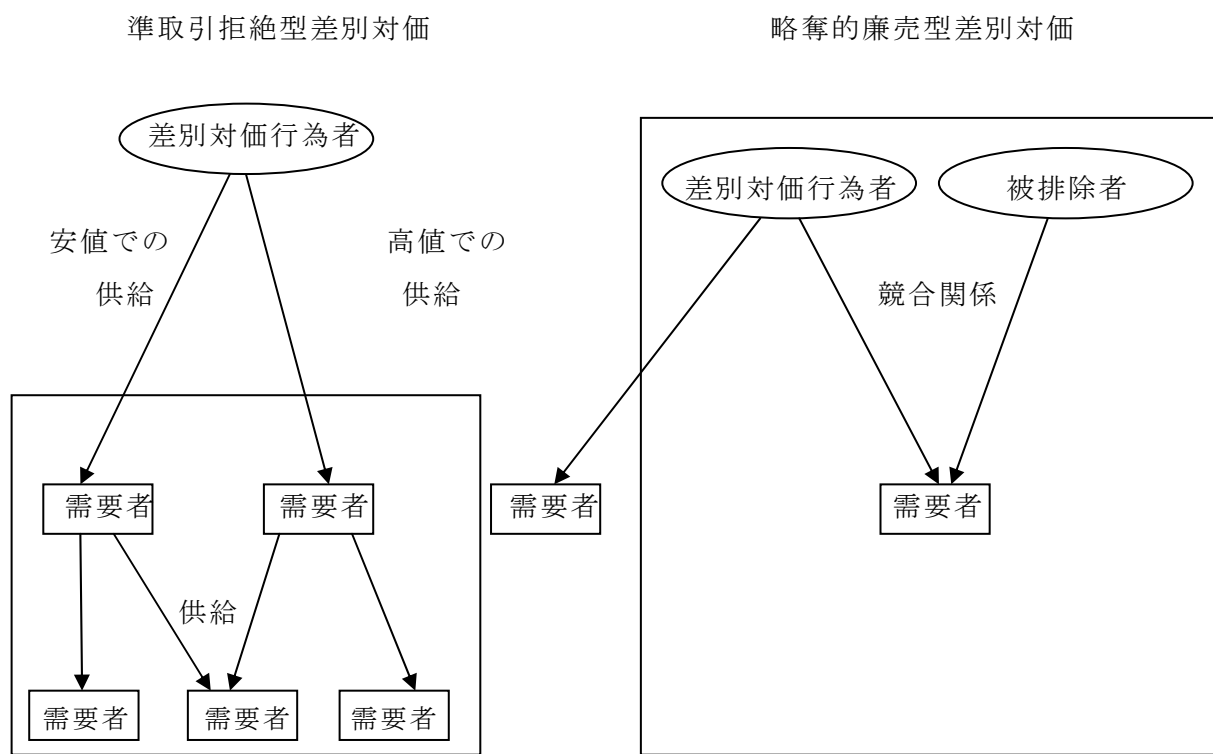 準取引拒絶型差別対価
略奪的廉売型差別対価
差別対価行為者
差別対価行為者
被排除者
安値での
供給
高値での
供給
競合関係
需要者
需要者
需要者
需要者
供給
需要者
需要者
需要者